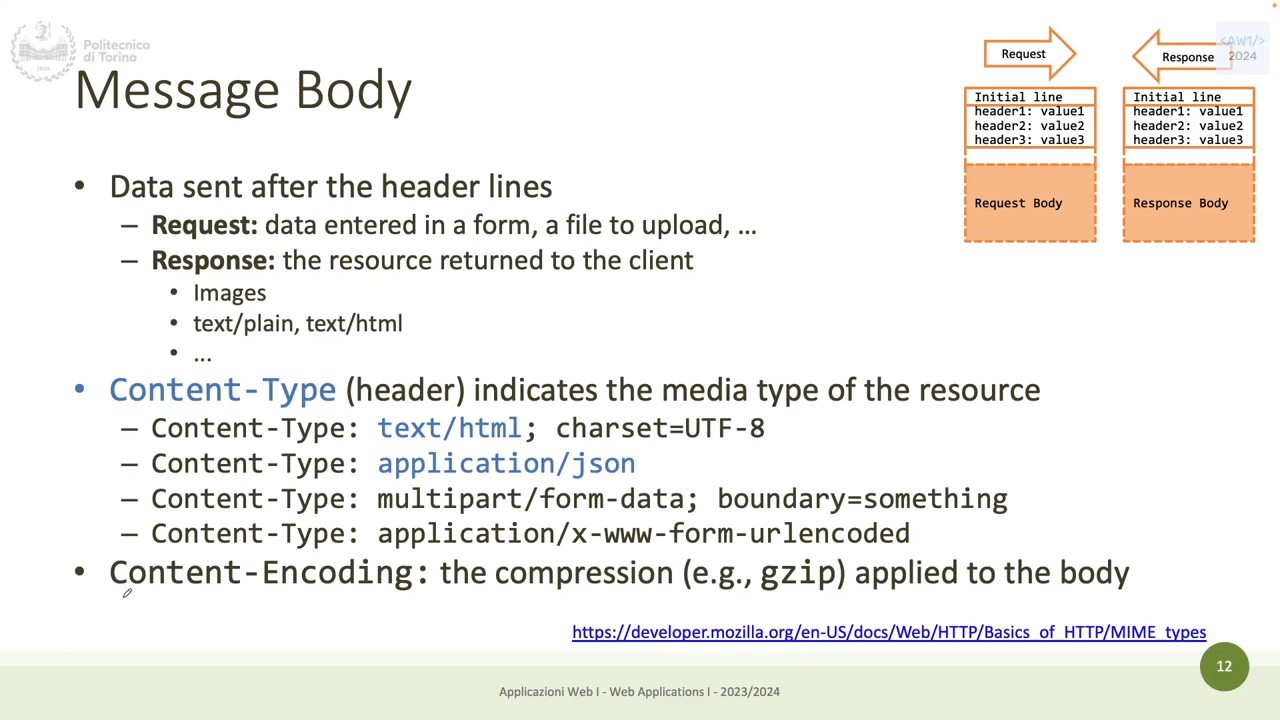 Politecnico
di Torino
1859
Message Body
Request
Response
<AW1/>
2024
Initial line
header1: value1
header2: value2
header3: value3
Request Body
Initial line
header1: value1
header2: value2
header3: value3
Response Body
• Data sent after the header lines
– Request: data entered in a form, a file to upload, …
– Response: the resource returned to the client
• Images
• text/plain, text/html
• ...
• Content-Type (header) indicates the media type of the resource
– Content-Type: text/html; charset=UTF-8
– Content-Type: application/json
– Content-Type: multipart/form-data; boundary=something
– Content-Type: application/x-www-form-urlencoded
• Content-Encoding: the compression (e.g., gzip) applied to the body
https://developer.mozilla.org/en-US/docs/Web/HTTP/Basics_of_HTTP/MIME_types
12
Applicazioni Web I - Web Applications I - 2023/2024